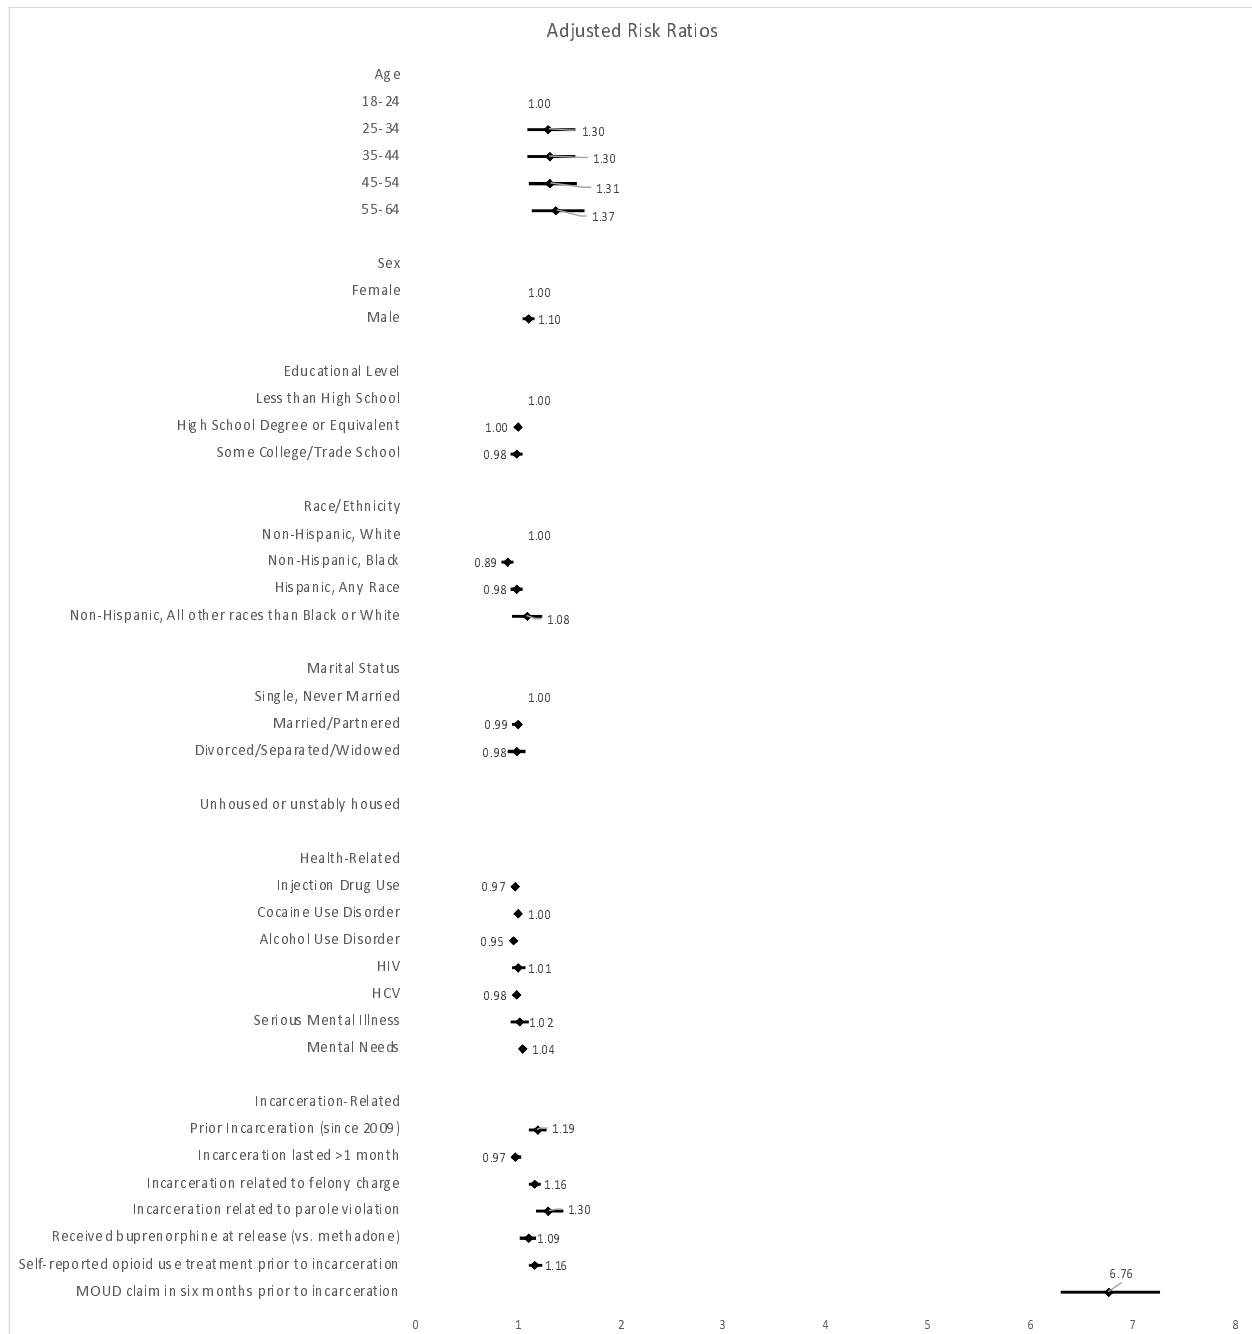 Adjusted Risk Ratios
Age
18-24 1.00
25-34 1.30
35-44 1.30
45-54 1.31
55-64 1.37
Sex
Female 1.00
Male 1.10
Educational Level
Less than High School 1.00
High School Degree or Equivalent 1.00
Some College/Trade School 0.98
Race/Ethnicity
Non-Hispanic, White 1.00
Non-Hispanic, Black 0.89
Hispanic, Any Race 0.98
Non-Hispanic, All other races than Black or White 1.08
Marital Status
Single, Never Married 1.00
Married/Partnered 0.99
Divorced/Separated/Widowed 0.98
Unhoused or unstably housed
Health-Related
Injection Drug Use 0.97
Cocaine Use Disorder 1.00
Alcohol Use Disorder 0.95
HIV 1.01
HCV 0.98
Serious Mental Illness 1.02
Mental Needs 1.04
Incarceration-Related
Prior Incarceration (since 2009) 1.19
Incarceration lasted >1 month 0.97
Incarceration related to felony charge 1.16
Incarceration related to parole violation 1.30
Received buprenorphine at release (vs. methadone) 1.09
Self-reported opioid use treatment prior to incarceration 1.16
MOUD claim in six months prior to incarceration 6.76
0 1 2 3 4 5 6 7 8